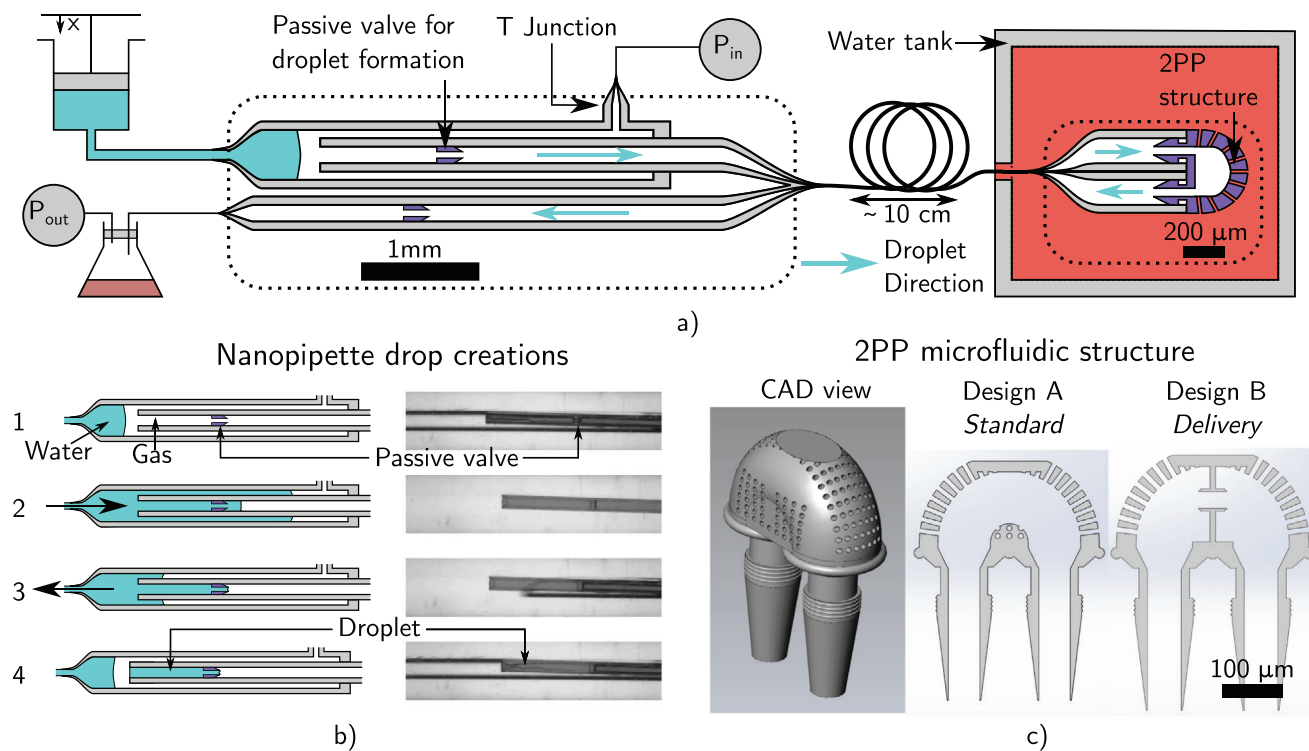 x
Passive valve for
droplet formation
T Junction
P_in
Water tank
2PP
structure
P_out
1mm
~ 10 cm
200 μm
Droplet
Direction
a)
Nanopipette drop creations
1
Water
Gas
Passive valve
2
3
Droplet
4
b)
2PP microfluidic structure
CAD view
Design A
Standard
Design B
Delivery
100 μm
c)